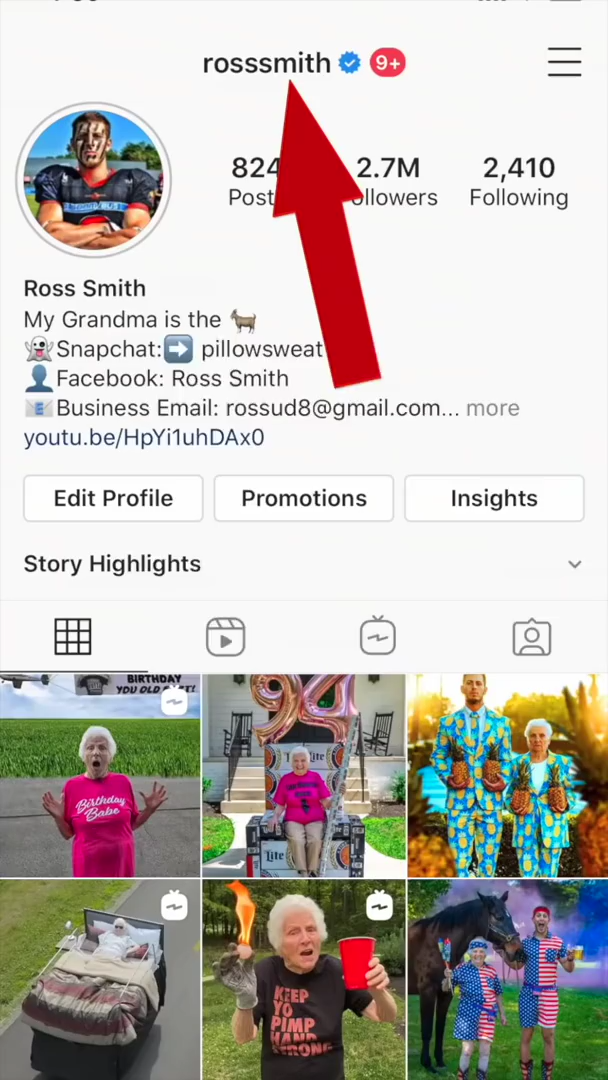 rosssmith 9+
824 2.7M 2,410
Following
Ross Smith
My Grandma is the
Snapchat: pillowsweat
Facebook: Ross Smith
Business Email: rossud8@gmail.com... more
youtu.be/HpYi1uhDAx0
Edit Profile Promotions Insights
Story Highlights
BIRTHDAY
YOU OLD
94
Birthday
Babe
Lite
Lite
KEEP
YO
PIMP
HAND
STRONG